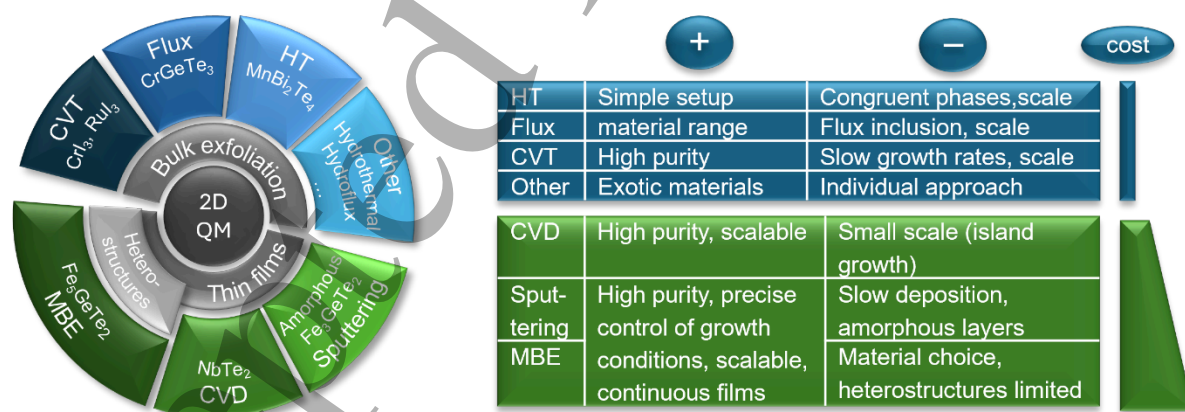 Flux
CrGeTe₃
HT
MnBi₂Te₄
CVT
CrI₃, RuI₃
Other
Hydrothermal
Hydroflux
...
Bulk exfoliation
2D
QM
Hetero-
structures
Thin films
Fe₅GeTe₂
MBE
NbTe₂
CVD
Amorphous
Fe₃GeTe₂
Sputtering
+
−
cost
HT
Simple setup
Congruent phases,scale
Flux
material range
Flux inclusion, scale
CVT
High purity
Slow growth rates, scale
Other
Exotic materials
Individual approach
CVD
High purity, scalable
Small scale (island
growth)
Sput-
tering
High purity, precise
control of growth
conditions, scalable,
continuous films
Slow deposition,
amorphous layers
MBE
Material choice,
heterostructures limited